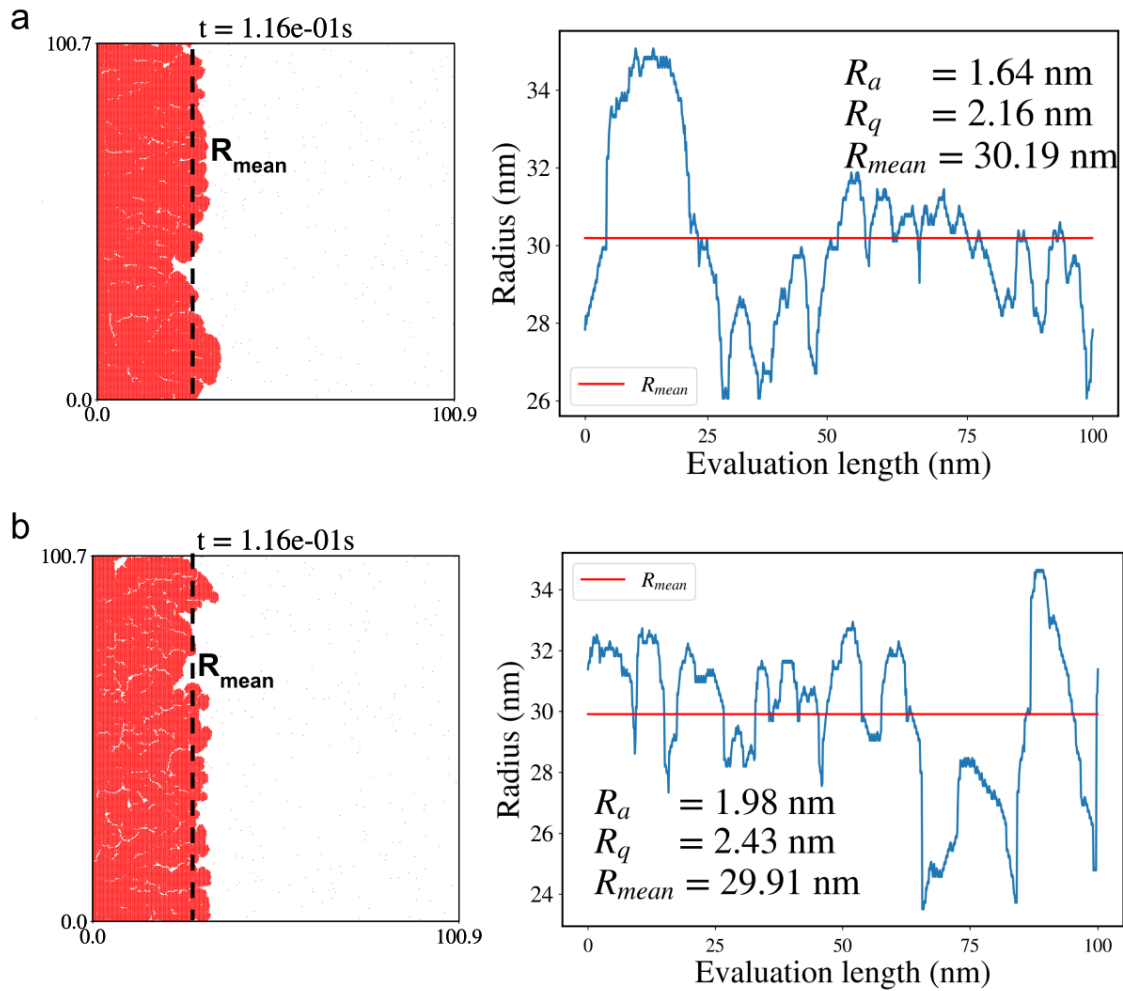 a
t = 1.16e-01s
100.7
R_mean
0.0
0.0 100.9
R_a = 1.64 nm
R_q = 2.16 nm
R_mean = 30.19 nm
Radius (nm)
34
32
30
28
26
R_mean
0 25 50 75 100
Evaluation length (nm)
b
t = 1.16e-01s
100.7
R_mean
0.0
0.0 100.9
R_mean
Radius (nm)
34
32
30
28
26
24
R_a = 1.98 nm
R_q = 2.43 nm
R_mean = 29.91 nm
0 25 50 75 100
Evaluation length (nm)